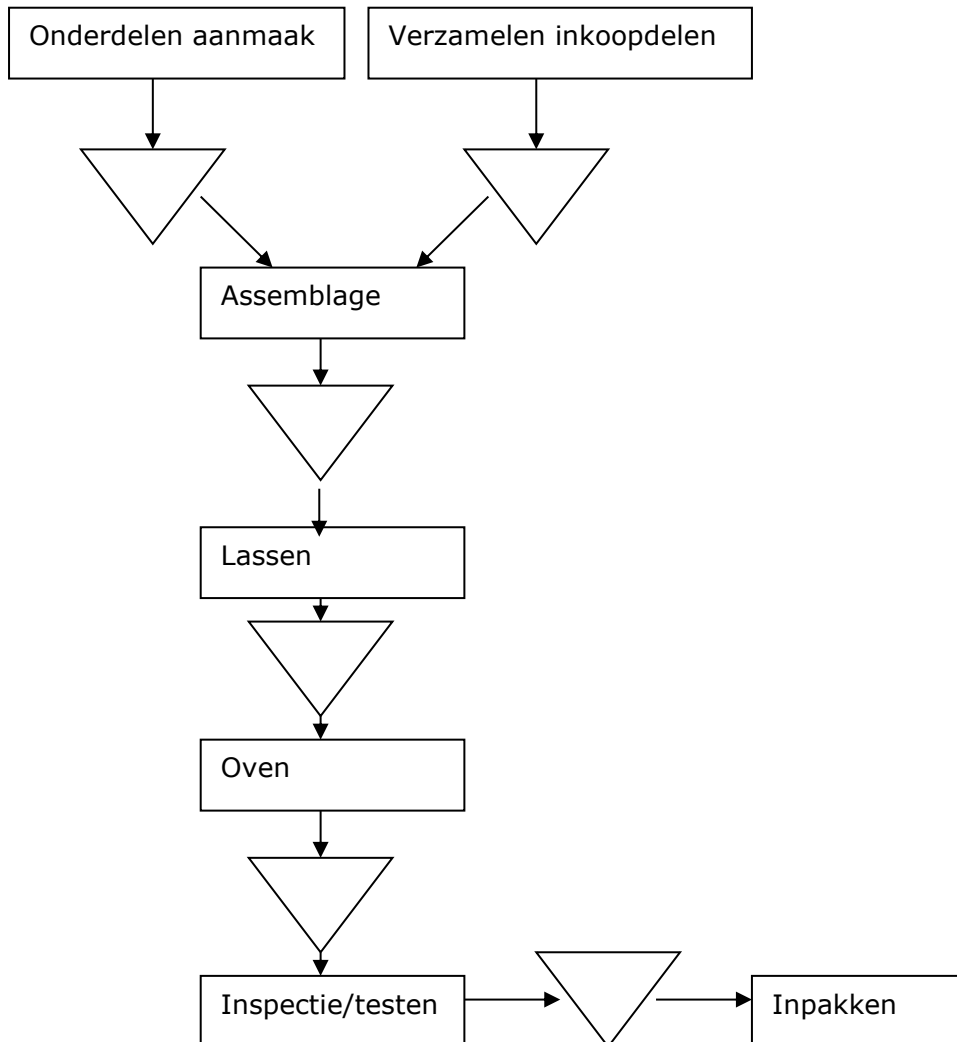 Onderdelen aanmaak
Verzamelen inkoopdelen
Assemblage
Lassen
Oven
Inspectie/testen
Inpakken